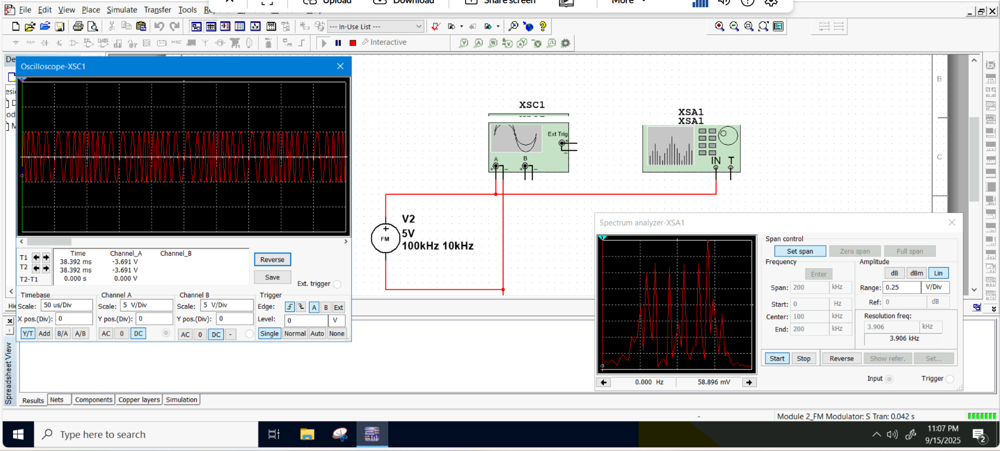 Upload Download Share screen More
File Edit View Place Simulate Transfer Tools
--- In-Use List ---
MISC Interactive
De
Oscilloscope-XSC1
esi
D
od
M
Time Channel_A Channel_B
T1 38.392 ms -3.691 V
T2 38.392 ms -3.691 V
T2-T1 0.000 s 0.000 V
Reverse
Save
Ext. trigger
Timebase Channel A Channel B Trigger
Scale: 50 us/Div Scale: 5 V/Div Scale: 5 V/Div Edge: A B Ext
X pos.(Div): 0 Y pos.(Div): 0 Y pos.(Div): 0 Level: 0 V
Y/T Add B/A A/B AC 0 DC AC 0 DC - Single Normal Auto None
Hie
XSC1
Ext Trig
A B
XSA1
XSA1
IN T
V2
5V
FM
100kHz 10kHz
B
C
Spectrum analyzer-XSA1
1
Span control
Set span Zero span Full span
Frequency Amplitude
Enter dB dBm Lin
Span: 200 kHz Range: 0.25 V/Div
Start: 0 Hz Ref: 0 dB
Center: 100 kHz Resolution freq:
End: 200 kHz 3.906 kHz
3.906 kHz
Start Stop Reverse Show refer. Set...
0.000 Hz 58.896 mV
Input Trigger
Spreadsheet View
Results Nets Components Copper layers Simulation
- Module 2_FM Modulator: S Tran: 0.042 s
Type here to search
11:07 PM
9/15/2025
2